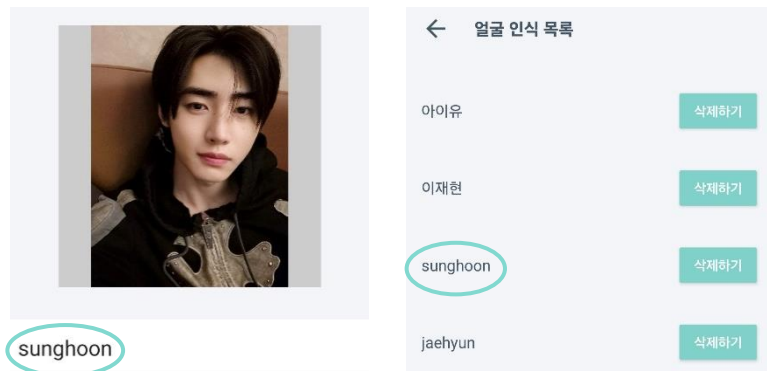 sunghoon
얼굴 인식 목록
아이유
삭제하기
이재현
삭제하기
sunghoon
삭제하기
jaehyun
삭제하기